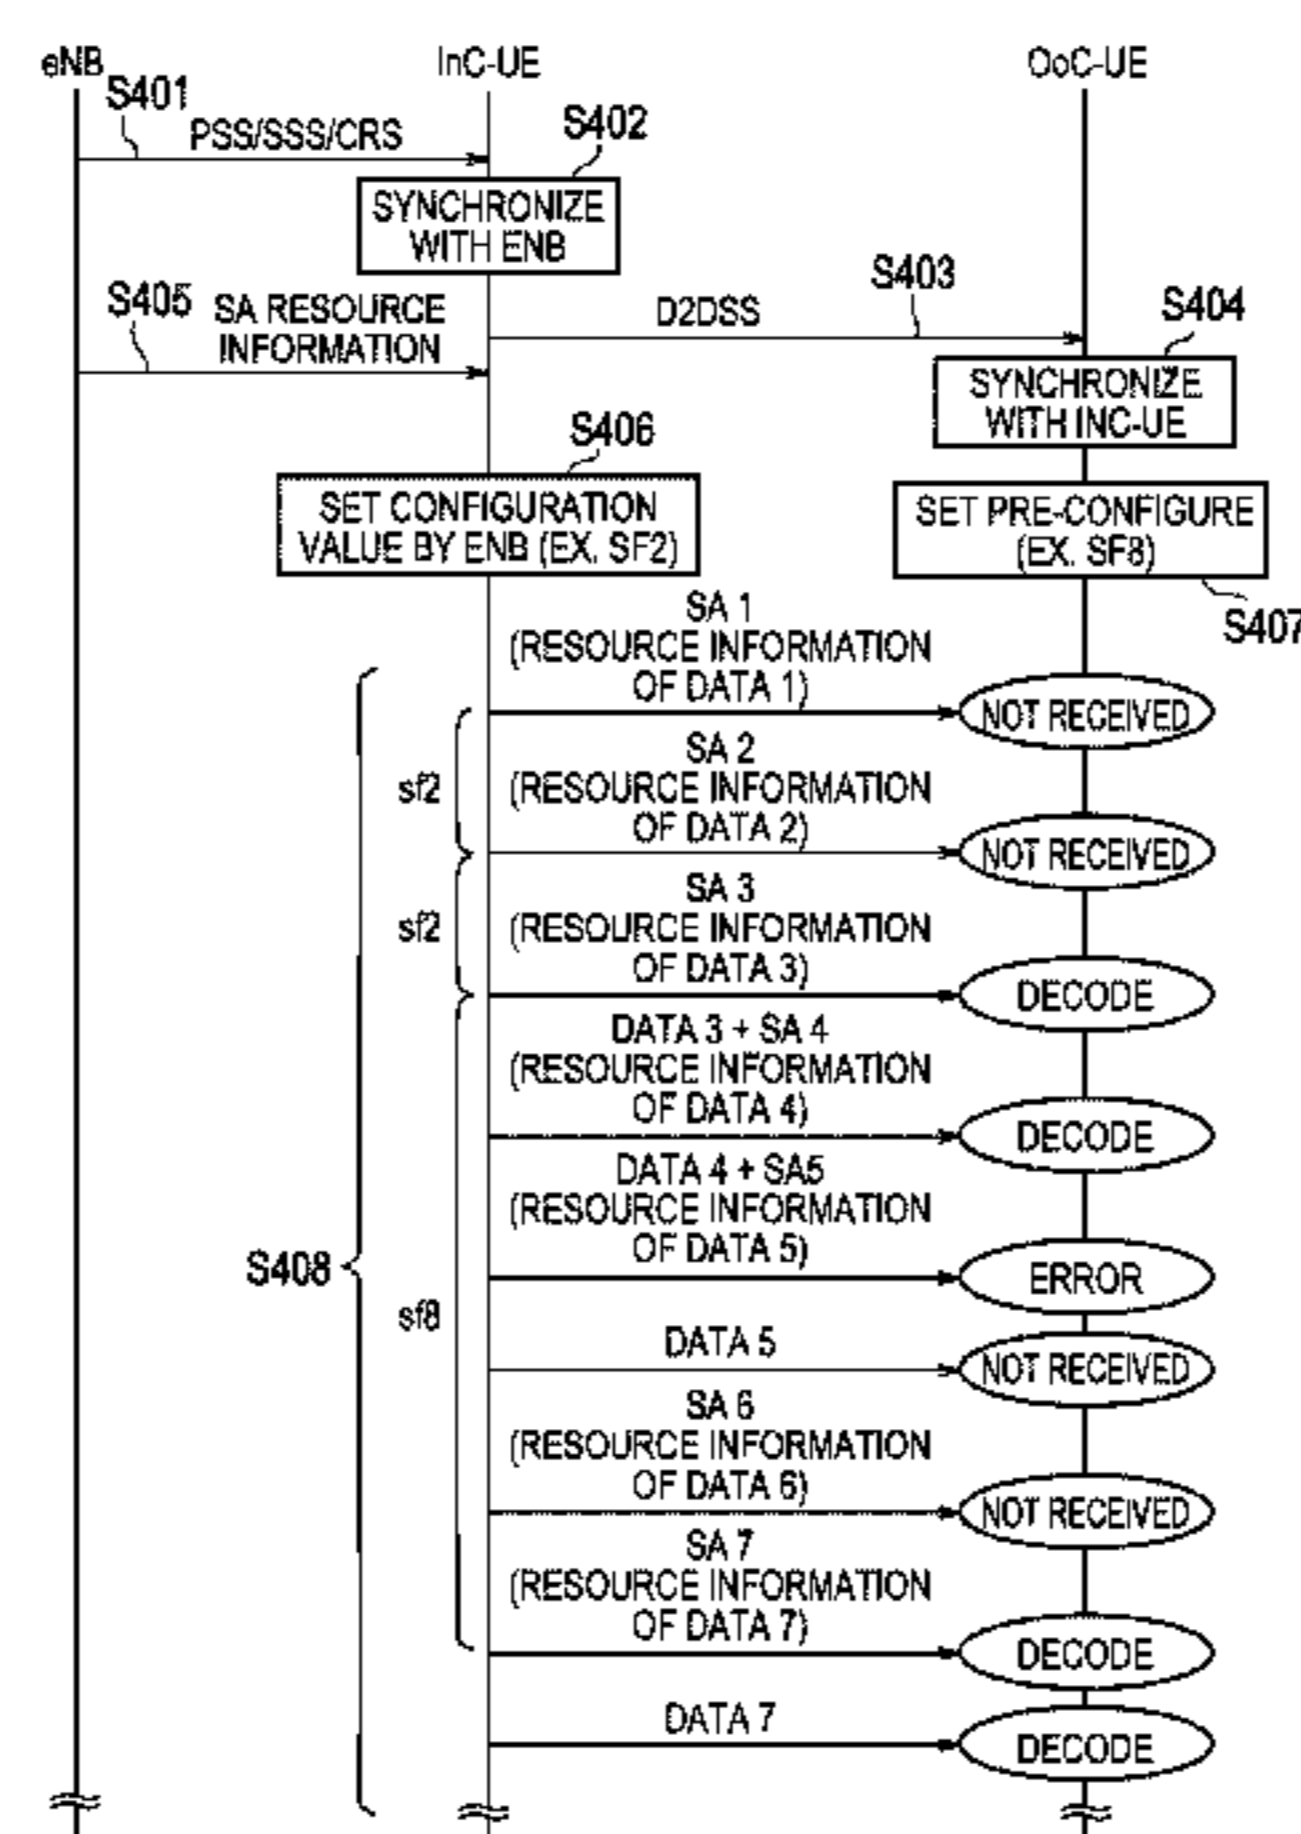 eNB
InC-UE
OoC-UE
S401
PSS/SSS/CRS
S402
SYNCHRONIZE
WITH ENB
S403
D2DSS
S404
SYNCHRONIZE
WITH INC-UE
S405
SA RESOURCE
INFORMATION
S406
SET CONFIGURATION
VALUE BY ENB (EX. SF2)
SET PRE-CONFIGURE
(EX. SF8)
S407
SA 1
(RESOURCE INFORMATION
OF DATA 1)
NOT RECEIVED
sf2
SA 2
(RESOURCE INFORMATION
OF DATA 2)
NOT RECEIVED
sf2
SA 3
(RESOURCE INFORMATION
OF DATA 3)
DECODE
DATA 3 + SA 4
(RESOURCE INFORMATION
OF DATA 4)
DECODE
DATA 4 + SA5
(RESOURCE INFORMATION
OF DATA 5)
ERROR
S408
sf8
DATA 5
NOT RECEIVED
SA 6
(RESOURCE INFORMATION
OF DATA 6)
NOT RECEIVED
SA 7
(RESOURCE INFORMATION
OF DATA 7)
DECODE
DATA 7
DECODE